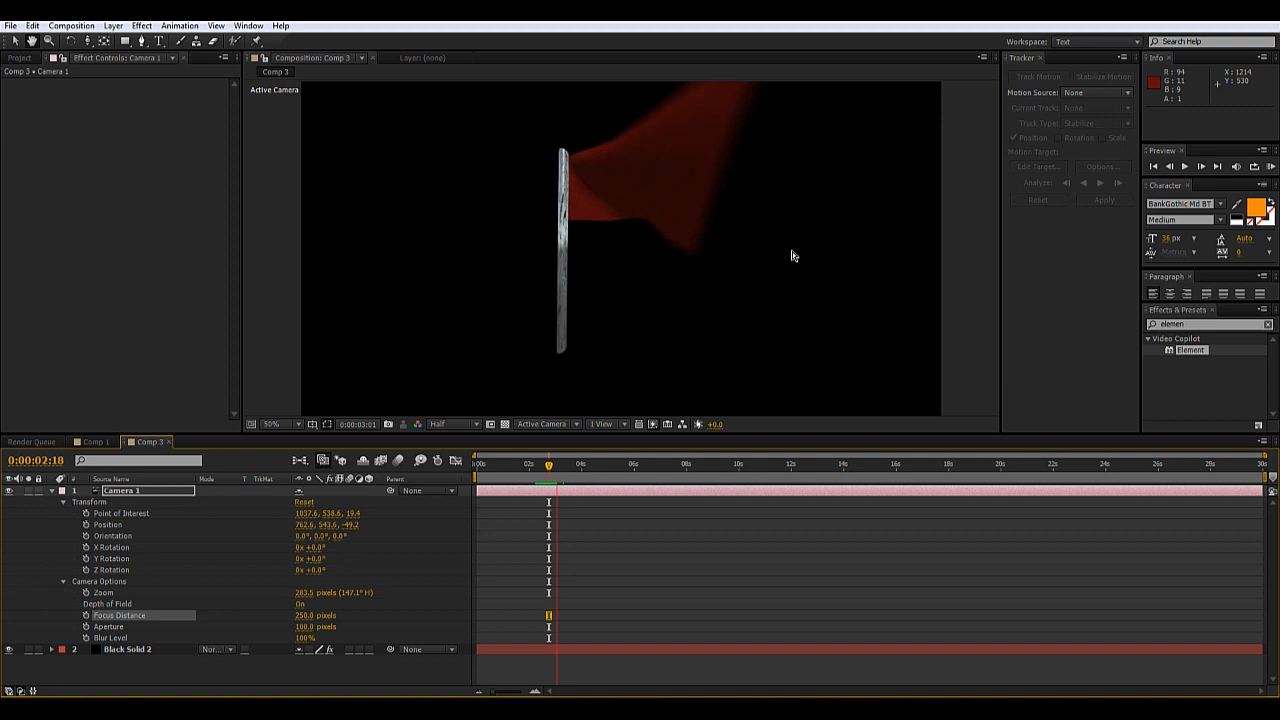 File Edit Composition Layer Effect Animation View Window Help
Workspace: Text Search Help
Project Effect Controls: Camera 1 Composition: Comp 3 Layer: (none) Tracker Info
Comp 3 • Camera 1 Comp 3
Active Camera
Track Motion Stabilize Motion
Motion Source: None
Current Track: None
Track Type: Stabilize
Position Rotation Scale
Motion Target:
Edit Target... Options...
Analyze:
Reset Apply
R : 94 X : 1214
G : 11 Y : 530
B : 9
A : 1
Preview
Character
BankGothic Md BT
Medium
36 px Auto
Metrics 0
Paragraph
Effects & Presets
elemen
Video Copilot
Element
50% 0:00:03:01 Half Active Camera 1 View +0.0
Render Queue Comp 1 Comp 3
0:00:02:18
# Source Name Mode T TrkMat Parent
:00s 02s 04s 06s 08s 10s 12s 14s 16s 18s 20s 22s 24s 26s 28s 30s
1 Camera 1 None
Transform Reset
Point of Interest 1037.6, 538.6, 19.4
Position 762.6, 543.6, -49.2
Orientation 0.0°, 0.0°, 0.0°
X Rotation 0x +0.0°
Y Rotation 0x +0.0°
Z Rotation 0x +0.0°
Camera Options
Zoom 283.5 pixels (147.1° H)
Depth of Field On
Focus Distance 250.0 pixels
Aperture 100.0 pixels
Blur Level 100%
2 Black Solid 2 Nor... None